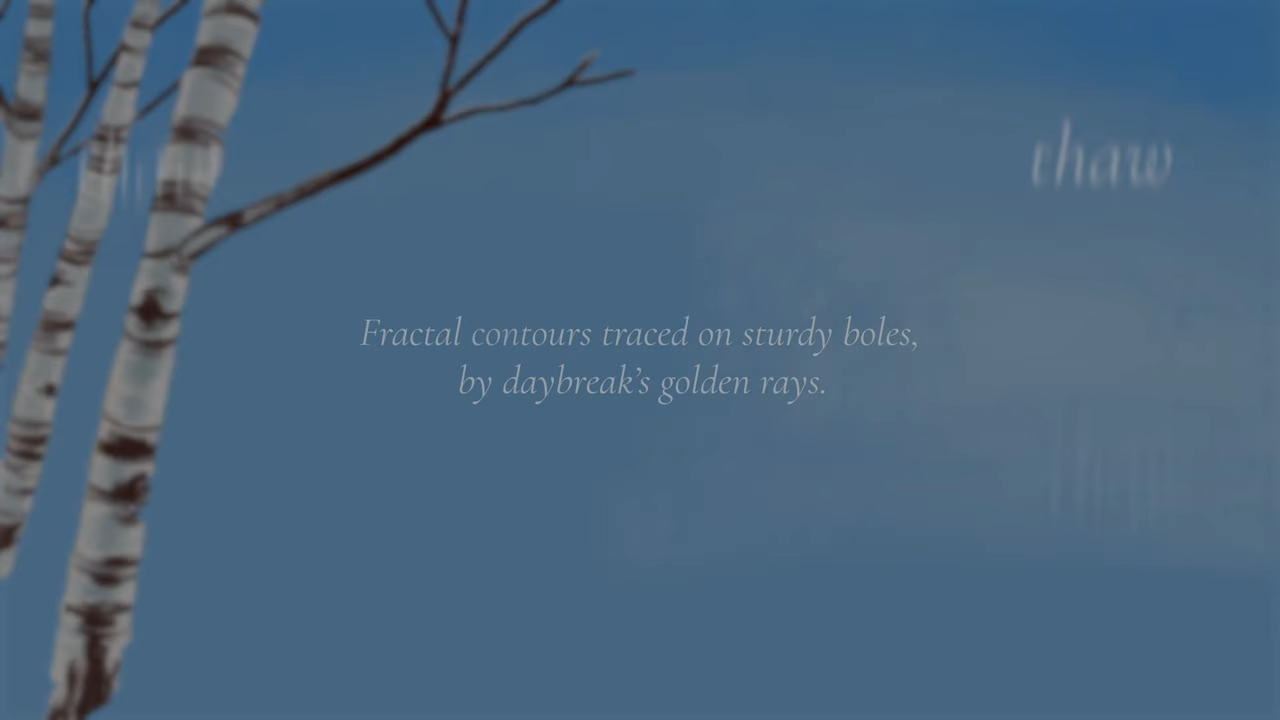 thaw
Fractal contours traced on sturdy boles,
by daybreak’s golden rays.